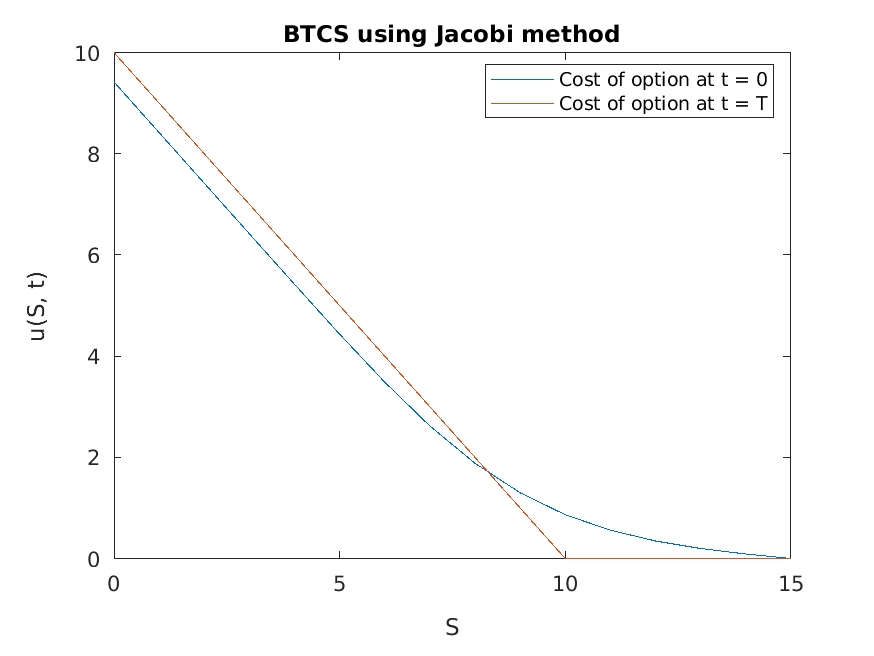 BTCS using Jacobi method
Cost of option at t = 0
Cost of option at t = T
10
8
6
4
2
0
u(S, t)
0 5 10 15
S